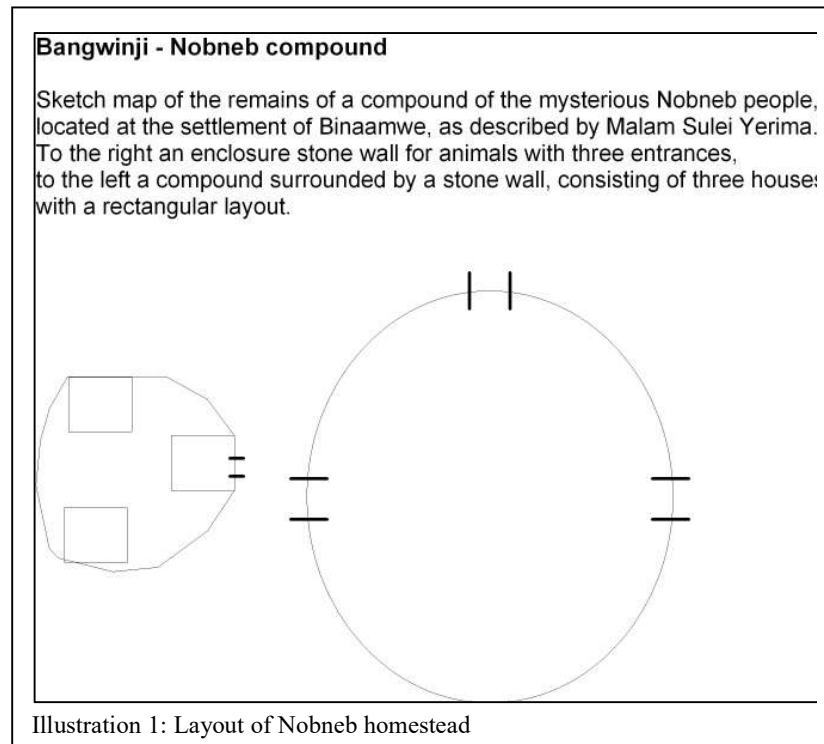 Bangwinji - Nobneb compound
Sketch map of the remains of a compound of the mysterious Nobneb people,
located at the settlement of Binaamwe, as described by Malam Sulei Yerima.
To the right an enclosure stone wall for animals with three entrances,
to the left a compound surrounded by a stone wall, consisting of three houses
with a rectangular layout.
Illustration 1: Layout of Nobneb homestead